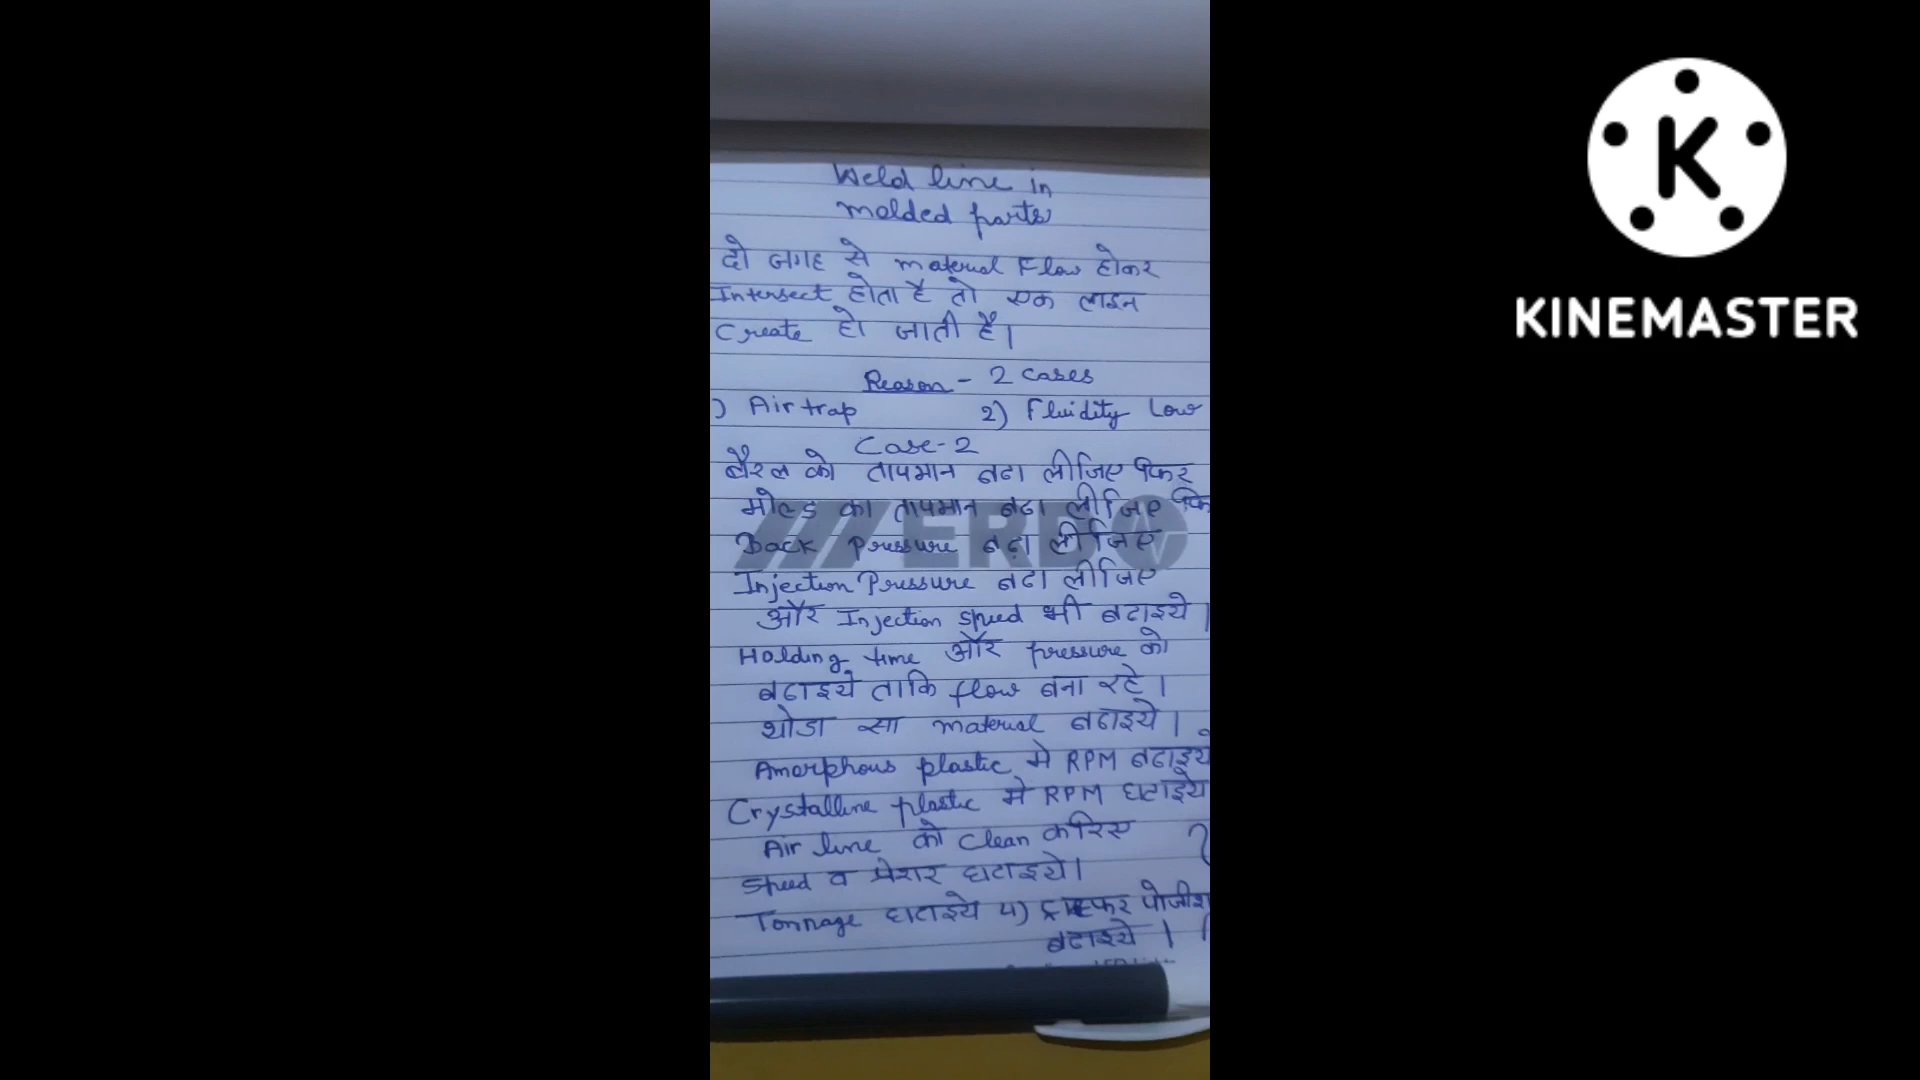 Weld line in
molded parts
दो जगह से material Flow होकर
Intersect होता है तो एक लाइन
create हो जाती है।
Reason - 2 cases
) Air trap 2) Fluidity Low
Case-2
बैरल को तापमान बढा लीजिए फिर
मोल्ड का तापमान बढा लीजिए फि
Back Pressure बढ़ा लीजिए
Injection Pressure बढा लीजिए
और Injection speed भी बढाइये।
Holding time और pressure को
बढाइये ताकि flow बना रहे।
थोडा सा material बढाइये।
Amorphous plastic मे RPM बढाइये
Crystalline plastic मे RPM घटाइये
Air line को clean करिए
speed व प्रेशर घटाइये।
Tonnage घटाइये 4) पोजीश
बढाइये।
K
KINEMASTER